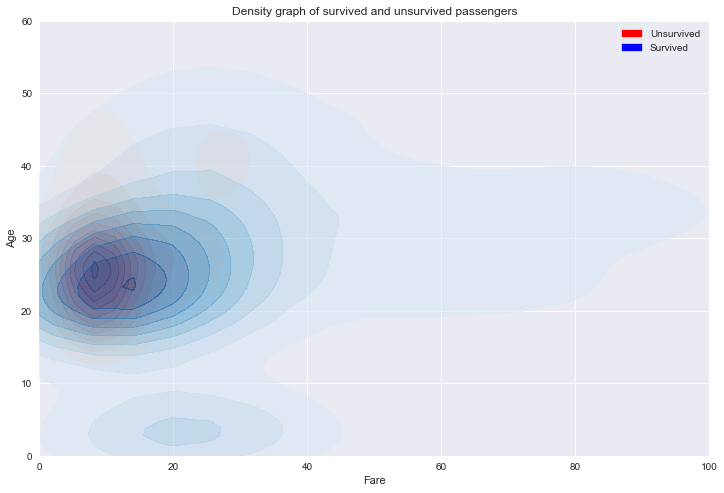 Density graph of survived and unsurvived passengers
Unsurvived
Survived
60
50
40
30
20
10
0
Age
0 20 40 60 80 100
Fare